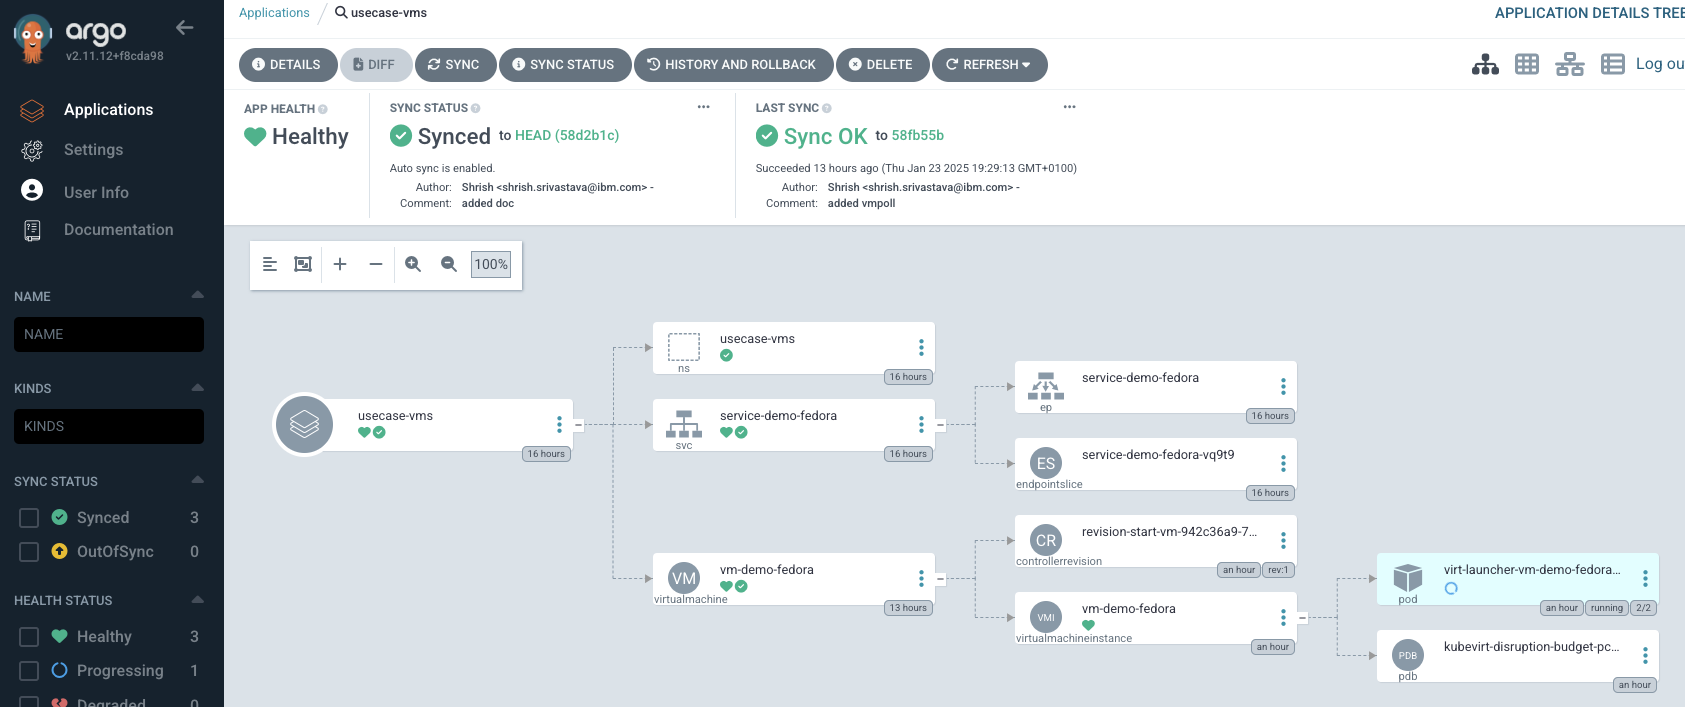 argo
v2.11.12+f8cda98
Applications
Settings
User Info
Documentation
NAME
NAME
KINDS
KINDS
SYNC STATUS
Synced 3
OutOfSync 0
HEALTH STATUS
Healthy 3
Progressing 1
Degraded 0
Applications / usecase-vms
APPLICATION DETAILS TREE
DETAILS DIFF SYNC SYNC STATUS HISTORY AND ROLLBACK DELETE REFRESH
Log ou
APP HEALTH
Healthy
SYNC STATUS
Synced to HEAD (58d2b1c)
Auto sync is enabled.
Author: Shrish <shrish.srivastava@ibm.com> -
Comment: added doc
LAST SYNC
Sync OK to 58fb55b
Succeeded 13 hours ago (Thu Jan 23 2025 19:29:13 GMT+0100)
Author: Shrish <shrish.srivastava@ibm.com> -
Comment: added vmpoll
100%
usecase-vms
16 hours
usecase-vms
ns
16 hours
service-demo-fedora
svc
16 hours
VM
vm-demo-fedora
virtualmachine
13 hours
service-demo-fedora
ep
16 hours
ES
service-demo-fedora-vq9t9
endpointslice
16 hours
CR
revision-start-vm-942c36a9-7...
controllerrevision
an hour rev:1
VMI
vm-demo-fedora
virtualmachineinstance
an hour
virt-launcher-vm-demo-fedora...
pod
an hour running 2/2
PDB
kubevirt-disruption-budget-pc...
pdb
an hour